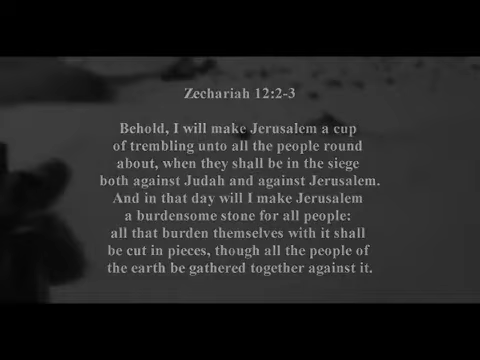 Zechariah 12:2-3
Behold, I will make Jerusalem a cup
of trembling unto all the people round
about, when they shall be in the siege
both against Judah and against Jerusalem.
And in that day will I make Jerusalem
a burdensome stone for all people:
all that burden themselves with it shall
be cut in pieces, though all the people of
the earth be gathered together against it.